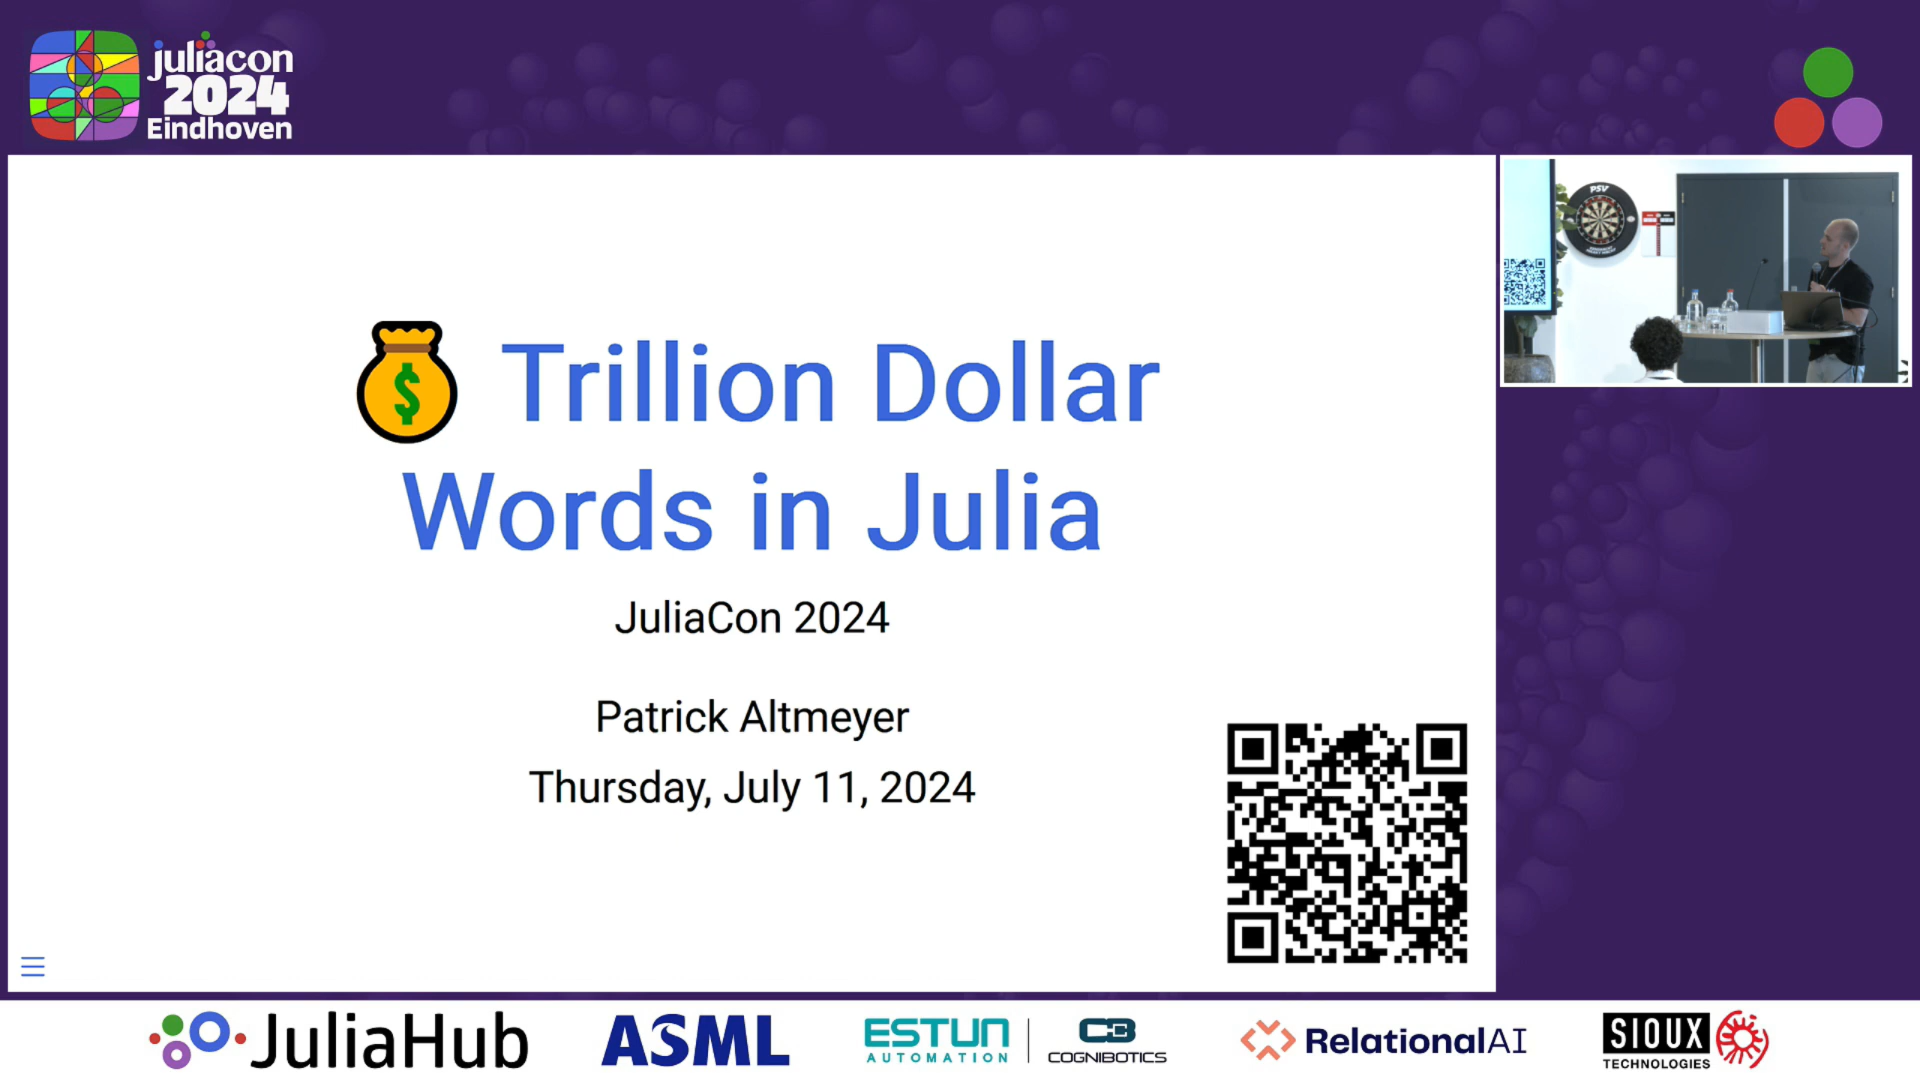 juliacon
2024
Eindhoven
PSV
Trillion Dollar
Words in Julia
JuliaCon 2024
Patrick Altmeyer
Thursday, July 11, 2024
JuliaHub
ASML
ESTUN
AUTOMATION
COGNIBOTICS
RelationalAI
SIOUX
TECHNOLOGIES